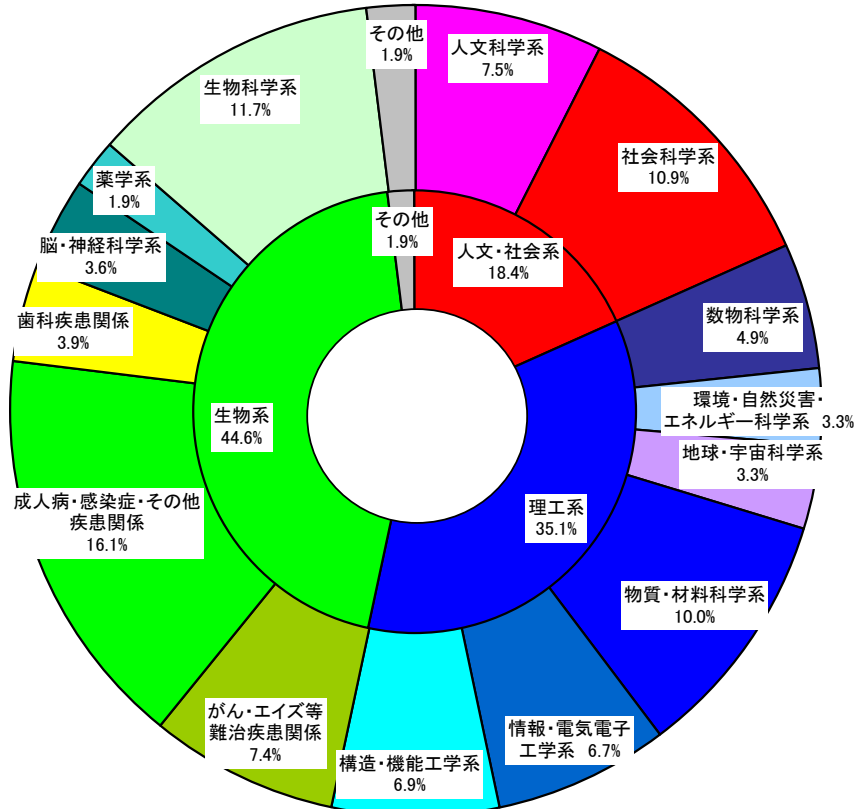 その他
1.9%
人文科学系
7.5%
社会科学系
10.9%
数物科学系
4.9%
環境・自然災害・
エネルギー科学系 3.3%
地球・宇宙科学系
3.3%
物質・材料科学系
10.0%
情報・電気電子
工学系 6.7%
構造・機能工学系
6.9%
がん・エイズ等
難治疾患関係
7.4%
成人病・感染症・その他
疾患関係
16.1%
歯科疾患関係
3.9%
脳・神経科学系
3.6%
薬学系
1.9%
生物科学系
11.7%
その他
1.9%
人文・社会系
18.4%
理工系
35.1%
生物系
44.6%